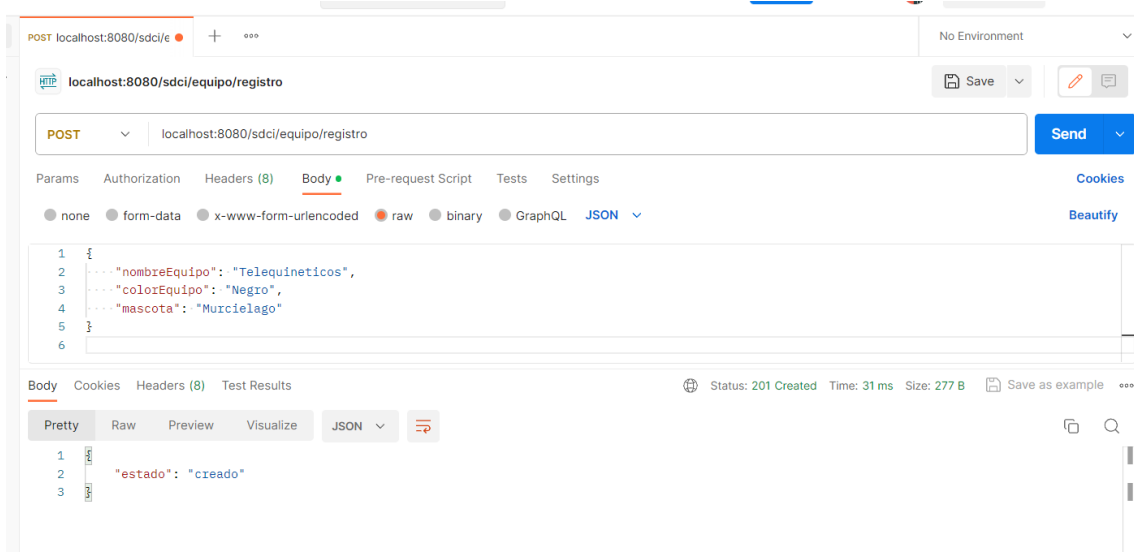 POST localhost:8080/sdci/e
No Environment
HTTP localhost:8080/sdci/equipo/registro
Save
POST localhost:8080/sdci/equipo/registro
Send
Params Authorization Headers (8) Body Pre-request Script Tests Settings Cookies
none form-data x-www-form-urlencoded raw binary GraphQL JSON Beautify
1 {
2 "nombreEquipo": "Telequineticos",
3 "colorEquipo": "Negro",
4 "mascota": "Murcielago"
5 }
6
Body Cookies Headers (8) Test Results Status: 201 Created Time: 31 ms Size: 277 B Save as example
Pretty Raw Preview Visualize JSON
1 {
2 "estado": "creado"
3 }